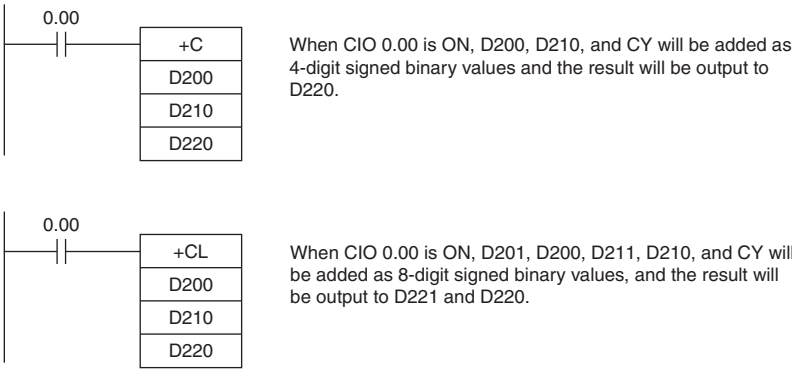 0.00
+C
D200
D210
D220
When CIO 0.00 is ON, D200, D210, and CY will be added as
4-digit signed binary values and the result will be output to
D220.
0.00
+CL
D200
D210
D220
When CIO 0.00 is ON, D201, D200, D211, D210, and CY will
be added as 8-digit signed binary values, and the result will
be output to D221 and D220.